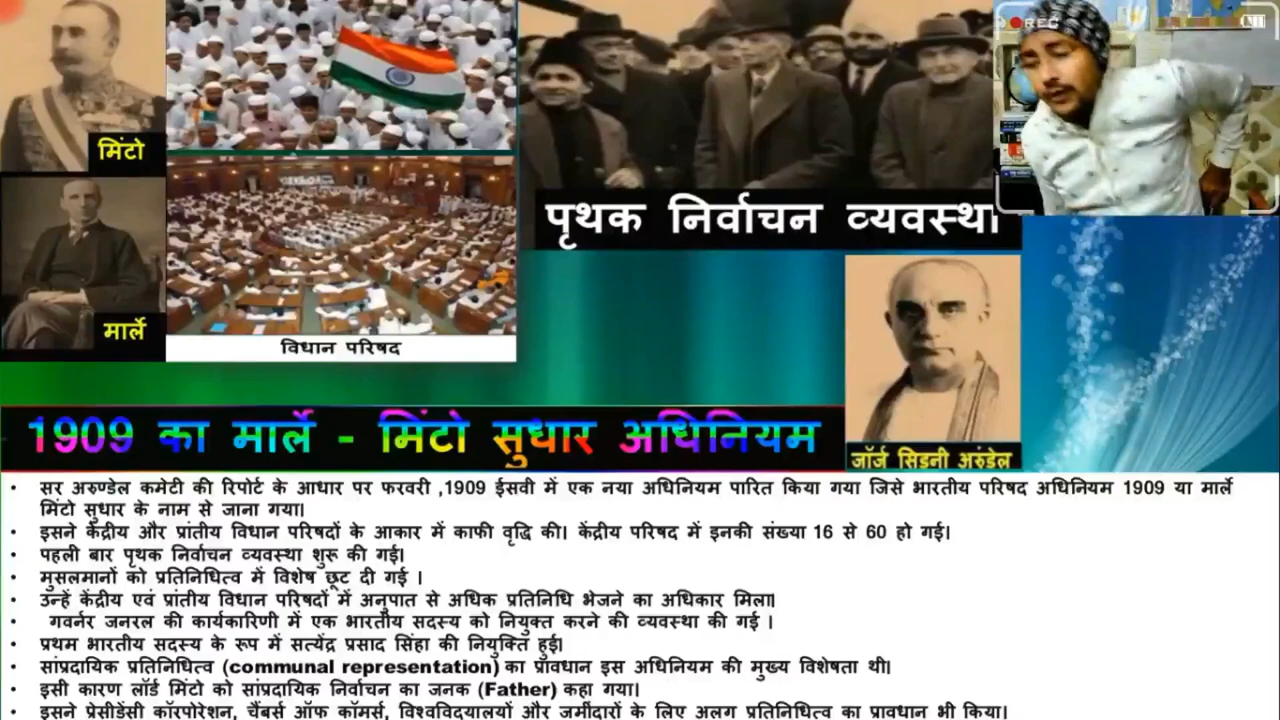 REC
मिंटो
पृथक निर्वाचन व्यवस्था
मार्ले
विधान परिषद
1909 का मार्ले - मिंटो सुधार अधिनियम
जॉर्ज सिडनी अरुंडेल
• सर अरुण्डेल कमेटी की रिपोर्ट के आधार पर फरवरी ,1909 ईसवी में एक नया अधिनियम पारित किया गया जिसे भारतीय परिषद अधिनियम 1909 या मार्ले
मिंटो सुधार के नाम से जाना गया।
• इसने केंद्रीय और प्रांतीय विधान परिषदों के आकार में काफी वृद्धि की। केंद्रीय परिषद में इनकी संख्या 16 से 60 हो गई।
• पहली बार पृथक निर्वाचन व्यवस्था शुरू की गई।
• मुसलमानों को प्रतिनिधित्व में विशेष छूट दी गई ।
• उन्हें केंद्रीय एवं प्रांतीय विधान परिषदों में अनुपात से अधिक प्रतिनिधि भेजने का अधिकार मिला|
• गवर्नर जनरल की कार्यकारिणी में एक भारतीय सदस्य को नियुक्त करने की व्यवस्था की गई ।
• प्रथम भारतीय सदस्य के रूप में सत्येंद्र प्रसाद सिंहा की नियुक्ति हुई।
• सांप्रदायिक प्रतिनिधित्व (communal representation) का प्रावधान इस अधिनियम की मुख्य विशेषता थी।
• इसी कारण लॉर्ड मिंटो को सांप्रदायिक निर्वाचन का जनक (Father) कहा गया।
• इसने प्रेसीडेंसी कॉरपोरेशन, चैंबर्स ऑफ कॉमर्स, विश्वविद्यालयों और जमींदारों के लिए अलग प्रतिनिधित्व का प्रावधान भी किया।